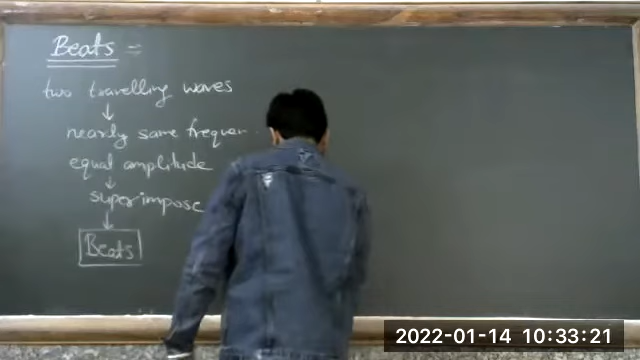 Beats :-
two travelling waves
↓
nearly same frequen
equal amplitude
↓
superimpose
↓
Beats
2022-01-14 10:33:21